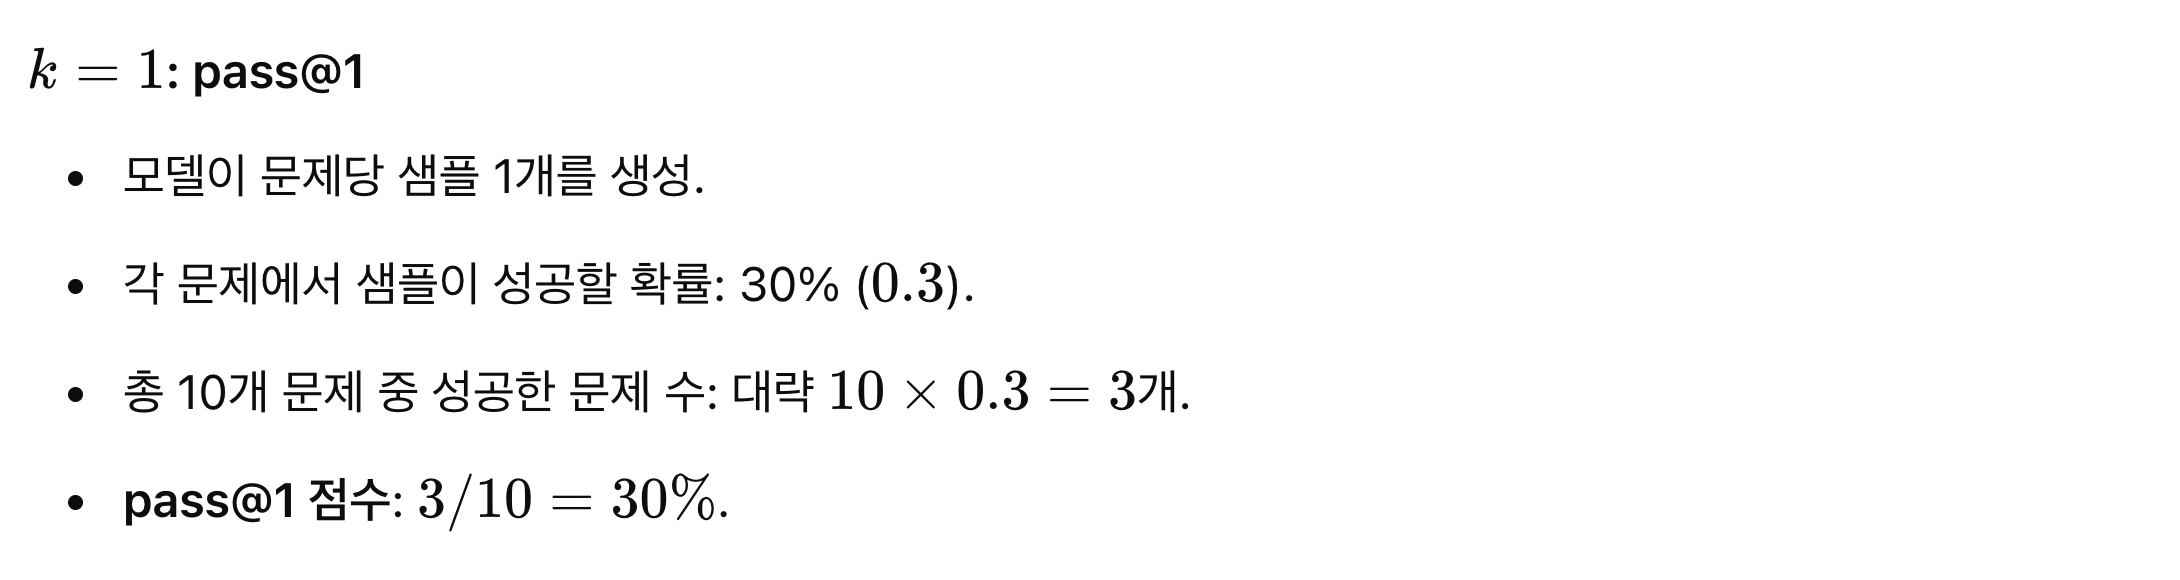 k = 1: pass@1
• 모델이 문제당 샘플 1개를 생성.
• 각 문제에서 샘플이 성공할 확률: 30% (0.3).
• 총 10개 문제 중 성공한 문제 수: 대략 10 × 0.3 = 3개.
• pass@1 점수: 3/10 = 30%.